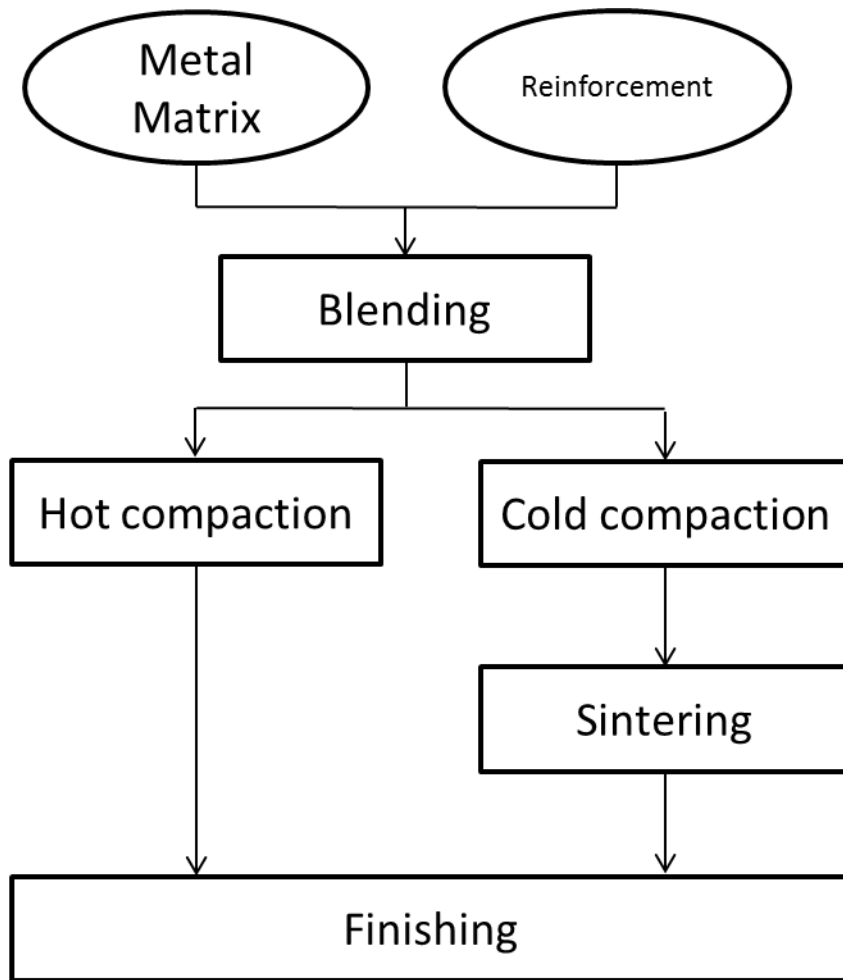 Metal
Matrix
Reinforcement
Blending
Hot compaction
Cold compaction
Sintering
Finishing